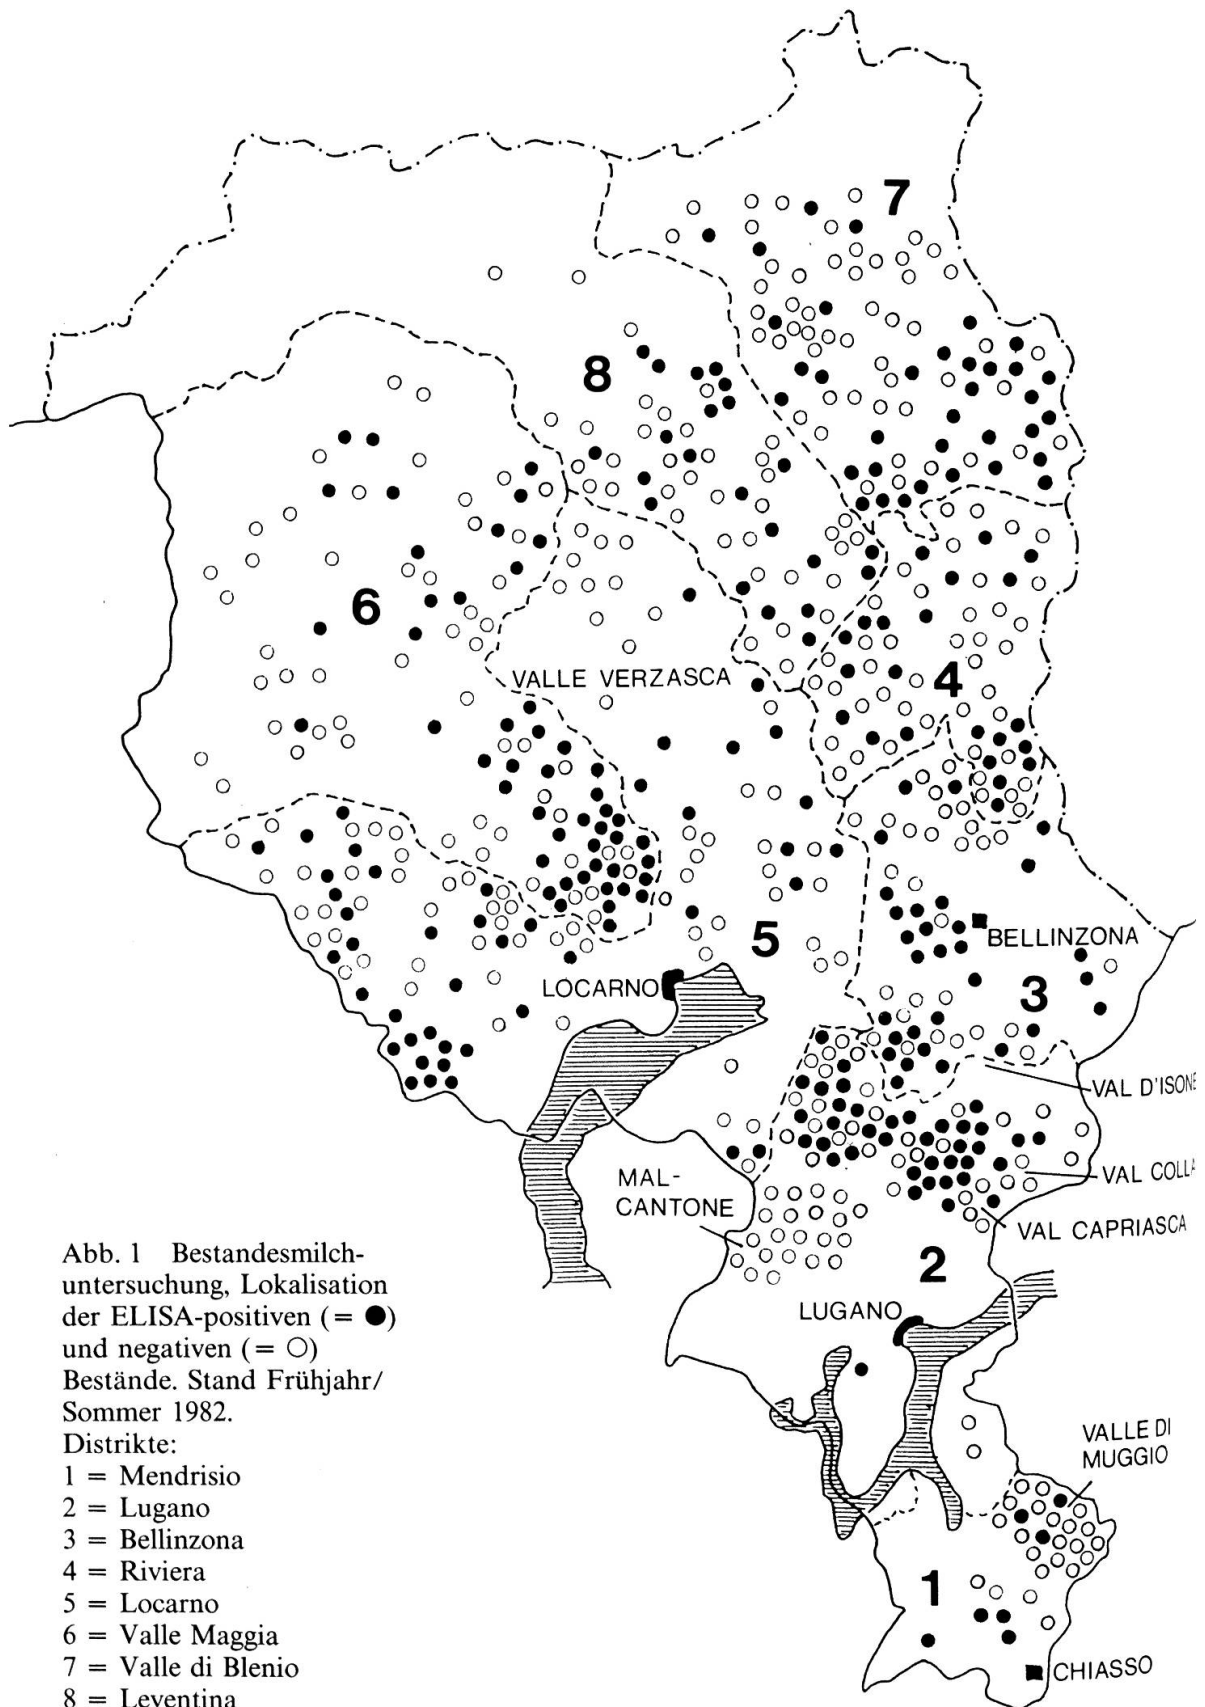 7
8
6
VALLE VERZASCA
4
5
BELLINZONA
LOCARNO
3
VAL D'ISONE
MAL-
CANTONE
VAL COLLA
VAL CAPRIASCA
2
LUGANO
VALLE DI
MUGGIO
1
CHIASSO
Abb. 1 Bestandesmilch-
untersuchung, Lokalisation
der ELISA-positiven (= ●)
und negativen (= ○)
Bestände. Stand Frühjahr/
Sommer 1982.
Distrikte:
1 = Mendrisio
2 = Lugano
3 = Bellinzona
4 = Riviera
5 = Locarno
6 = Valle Maggia
7 = Valle di Blenio
8 = Leventina